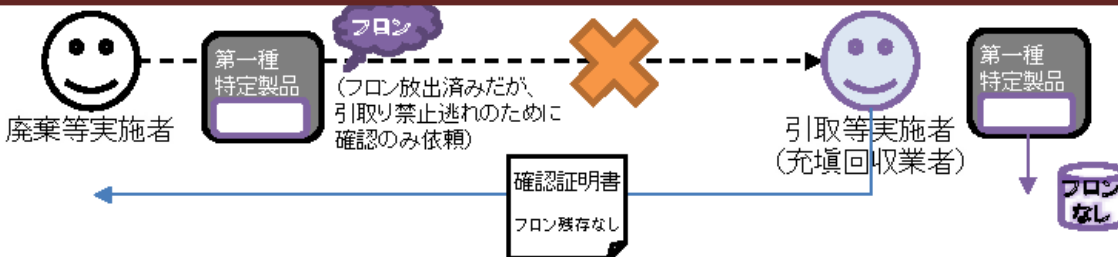 フロン
第一種
特定製品
(フロン放出済みだが、
引取り禁止逃れのために
確認のみ依頼)
廃棄等実施者
引取等実施者
(充塡回収業者)
第一種
特定製品
確認証明書
フロン残存なし
フロン
なし